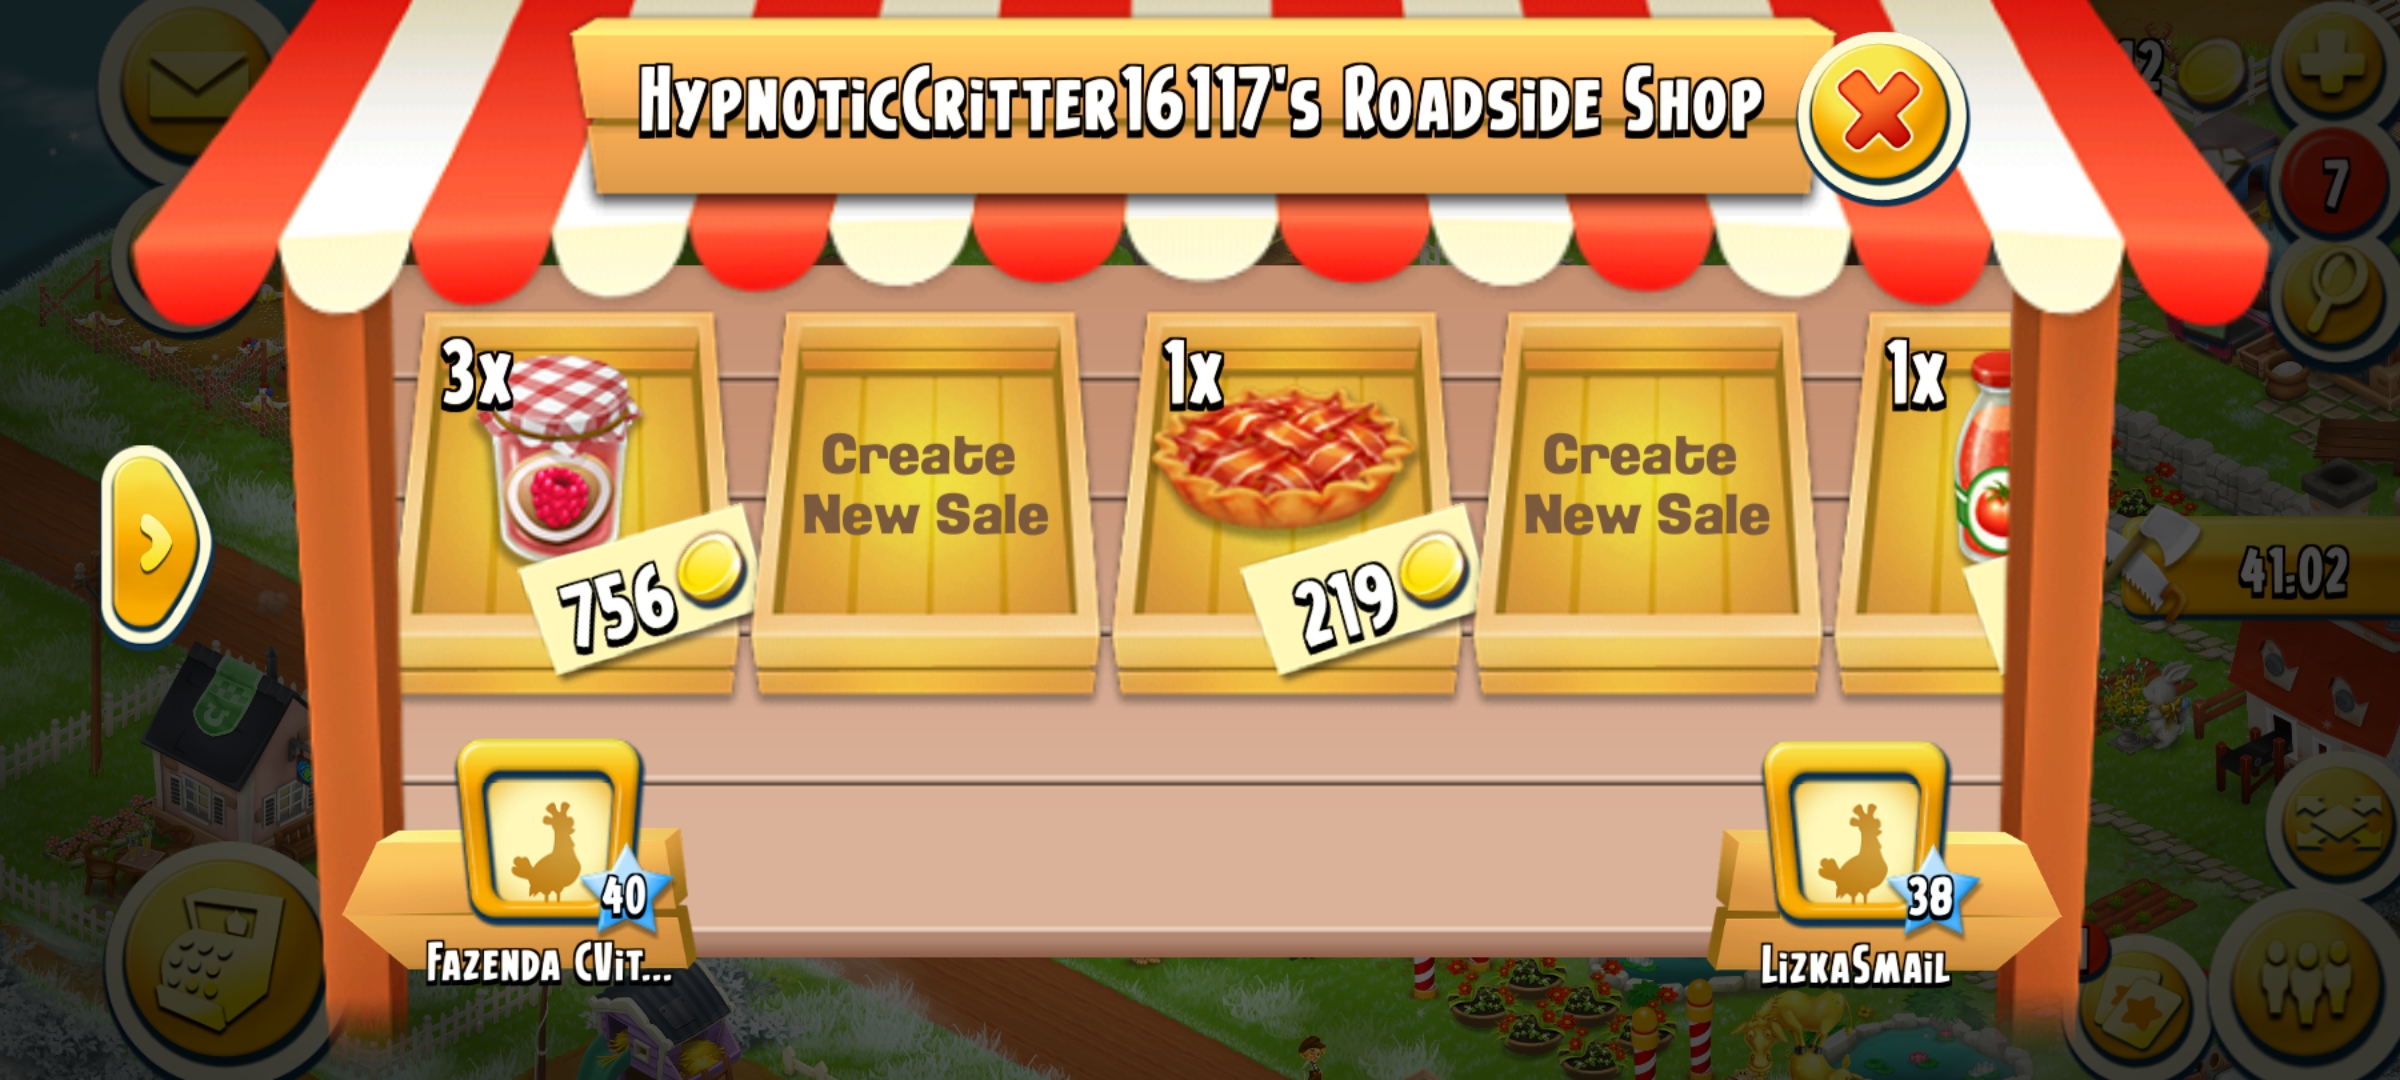 HypnoticCritter16117's Roadside Shop
7
3x
1x
1x
Create
New Sale
Create
New Sale
756
219
41:02
40
38
Fazenda CVit...
LizkaSmail